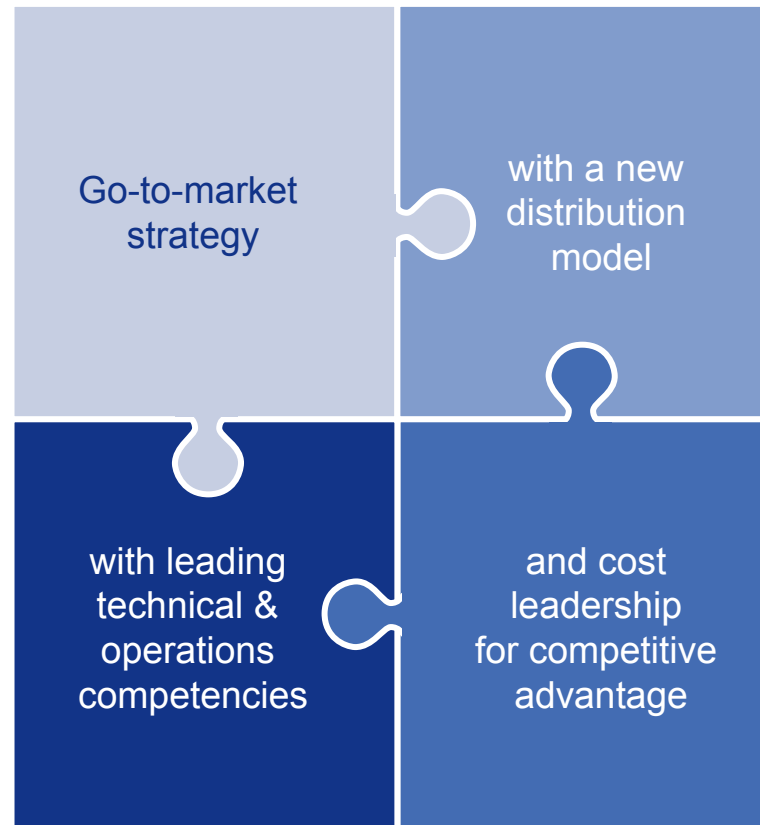 Go-to-market
strategy
with a new
distribution
model
with leading
technical &
operations
competencies
and cost
leadership
for competitive
advantage